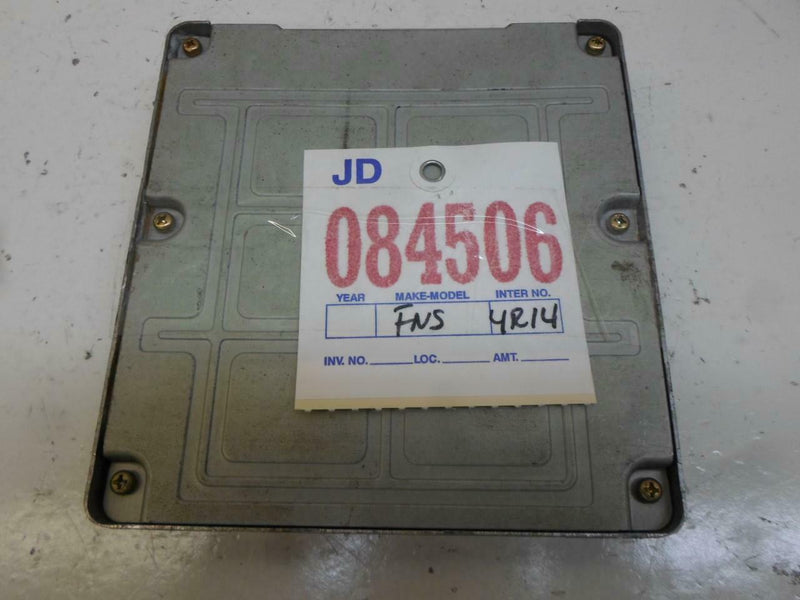 JD
084506
YEAR MAKE-MODEL INTER NO.
FNS 4R14
INV. NO. LOC. AMT.